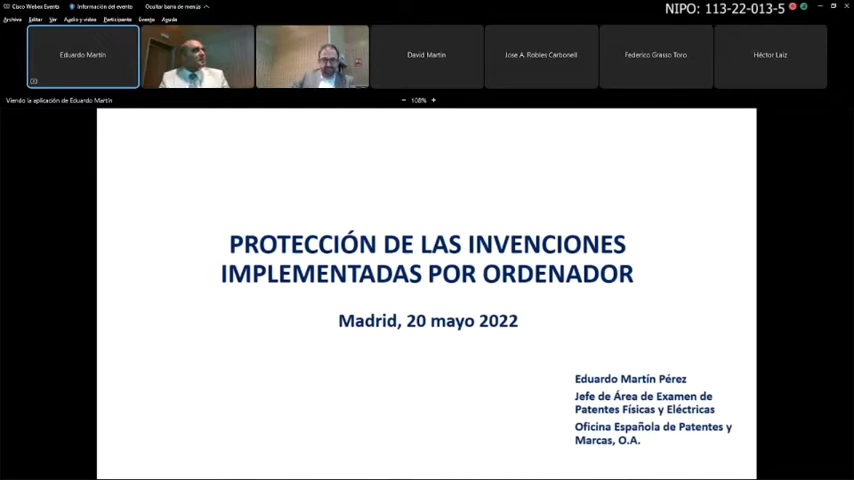 Cisco Webex Events
Información del evento
Ocultar barra de menús
NIPO: 113-22-013-5
Archivo Editar Ver Audio y vídeo Participante Evento Ayuda
Eduardo Martín
David Martín
Jose A. Robles Carbonell
Federico Grasso Toro
Héctor Laiz
Viendo la aplicación de Eduardo Martín
− 108% +
PROTECCIÓN DE LAS INVENCIONES
IMPLEMENTADAS POR ORDENADOR
Madrid, 20 mayo 2022
Eduardo Martín Pérez
Jefe de Área de Examen de
Patentes Físicas y Eléctricas
Oficina Española de Patentes y
Marcas, O.A.